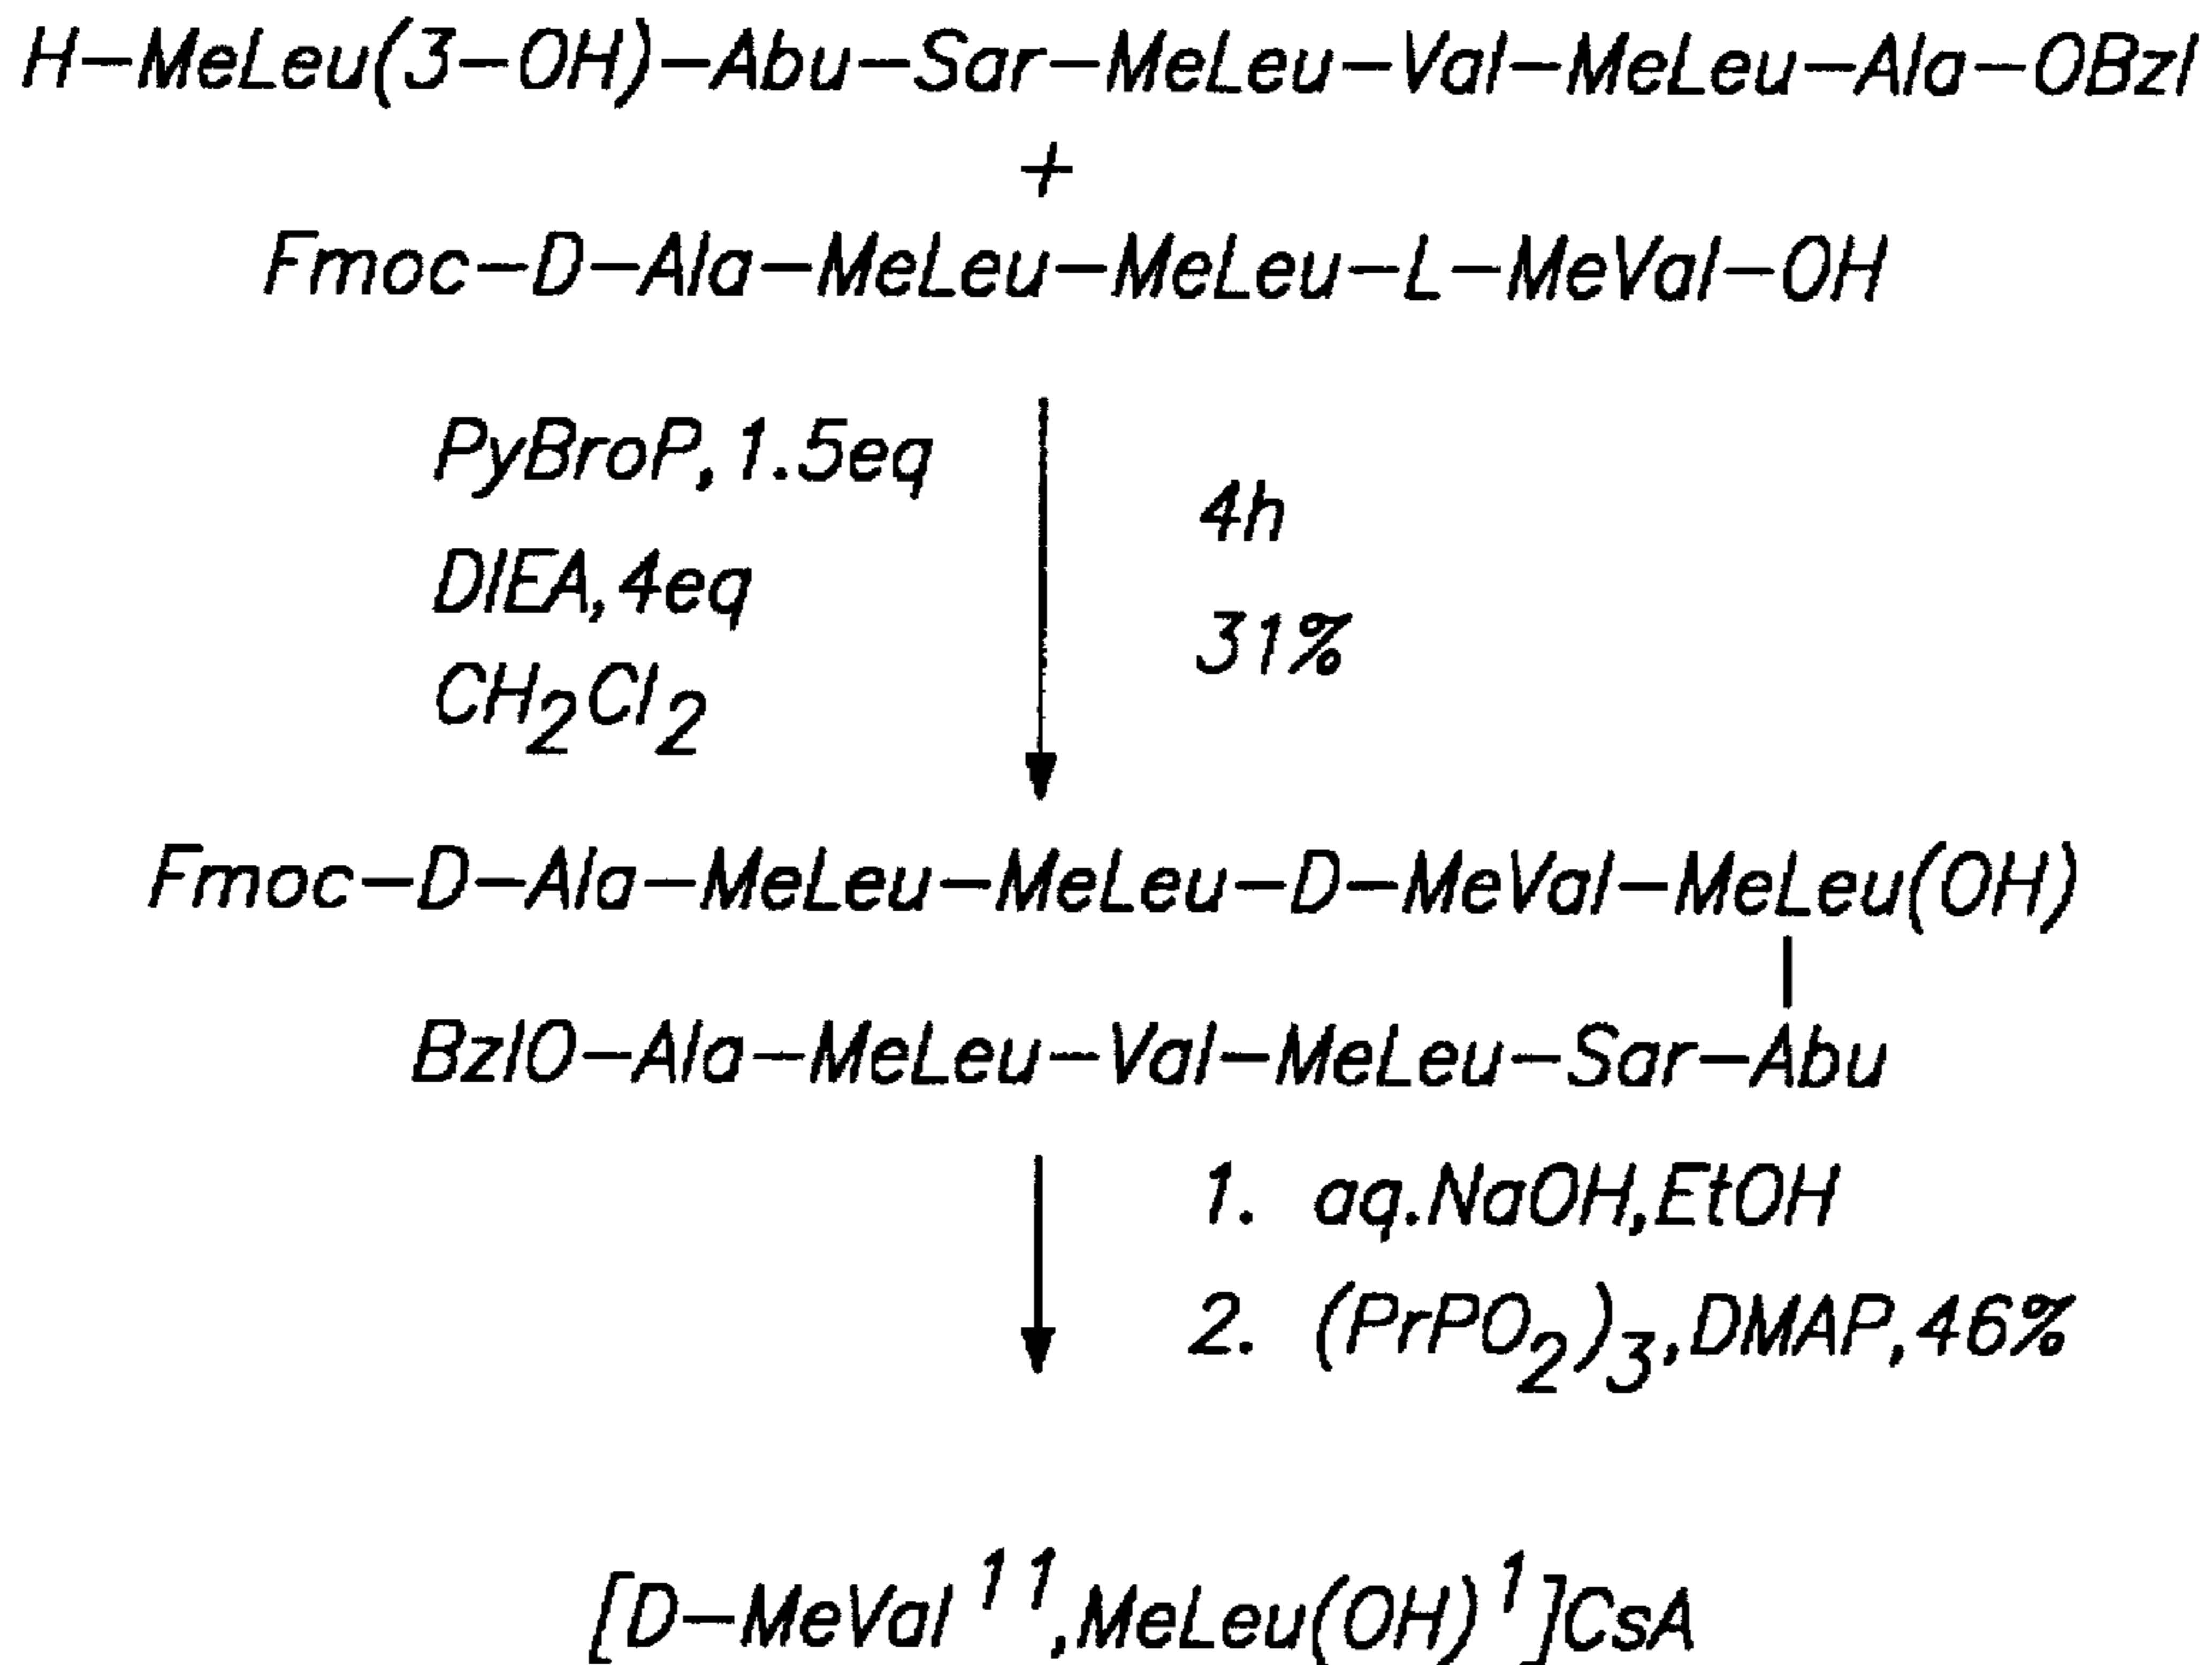 H-MeLeu(3-OH)-Abu-Sar-MeLeu-Val-MeLeu-Ala-OBzl
+
Fmoc-D-Ala-MeLeu-MeLeu-L-MeVal-OH
PyBroP, 1.5eq
4h
DIEA, 4eq
31%
CH₂Cl₂
Fmoc-D-Ala-MeLeu-MeLeu-D-MeVal-MeLeu(OH)
BzlO-Ala-MeLeu-Val-MeLeu-Sar-Abu
1. aq.NaOH,EtOH
2. (PrPO₂)₃,DMAP,46%
[D-MeVal¹¹,MeLeu(OH)¹]CsA